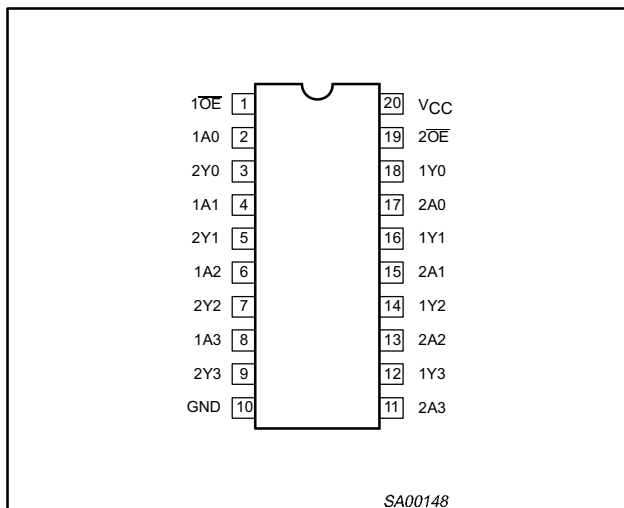 1O̅E̅ 1 20 VCC
1A0 2 19 2O̅E̅
2Y0 3 18 1Y0
1A1 4 17 2A0
2Y1 5 16 1Y1
1A2 6 15 2A1
2Y2 7 14 1Y2
1A3 8 13 2A2
2Y3 9 12 1Y3
GND 10 11 2A3
SA00148